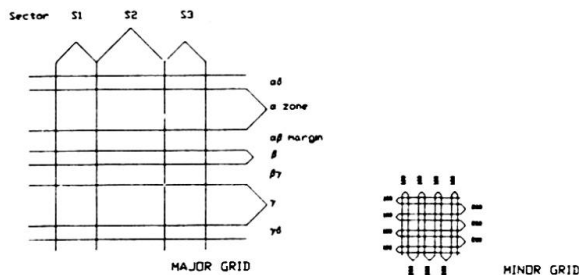 Sector S1 S2 S3
αδ
α zone
αβ margin
β
βγ
γ
γδ
MAJOR GRID
MINOR GRID